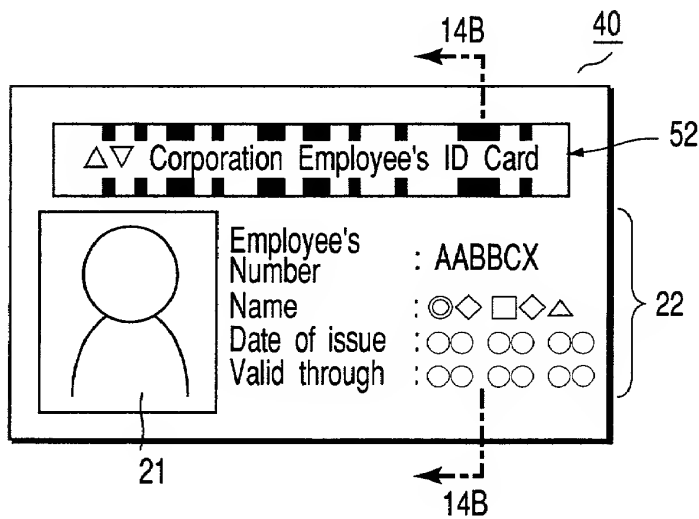 14B
40
△▽ Corporation Employee's ID Card
52
Employee's
Number : AABBCX
Name : ◎◇ □◇△
Date of issue : ○○ ○○ ○○
Valid through : ○○ ○○ ○○
22
21
14B